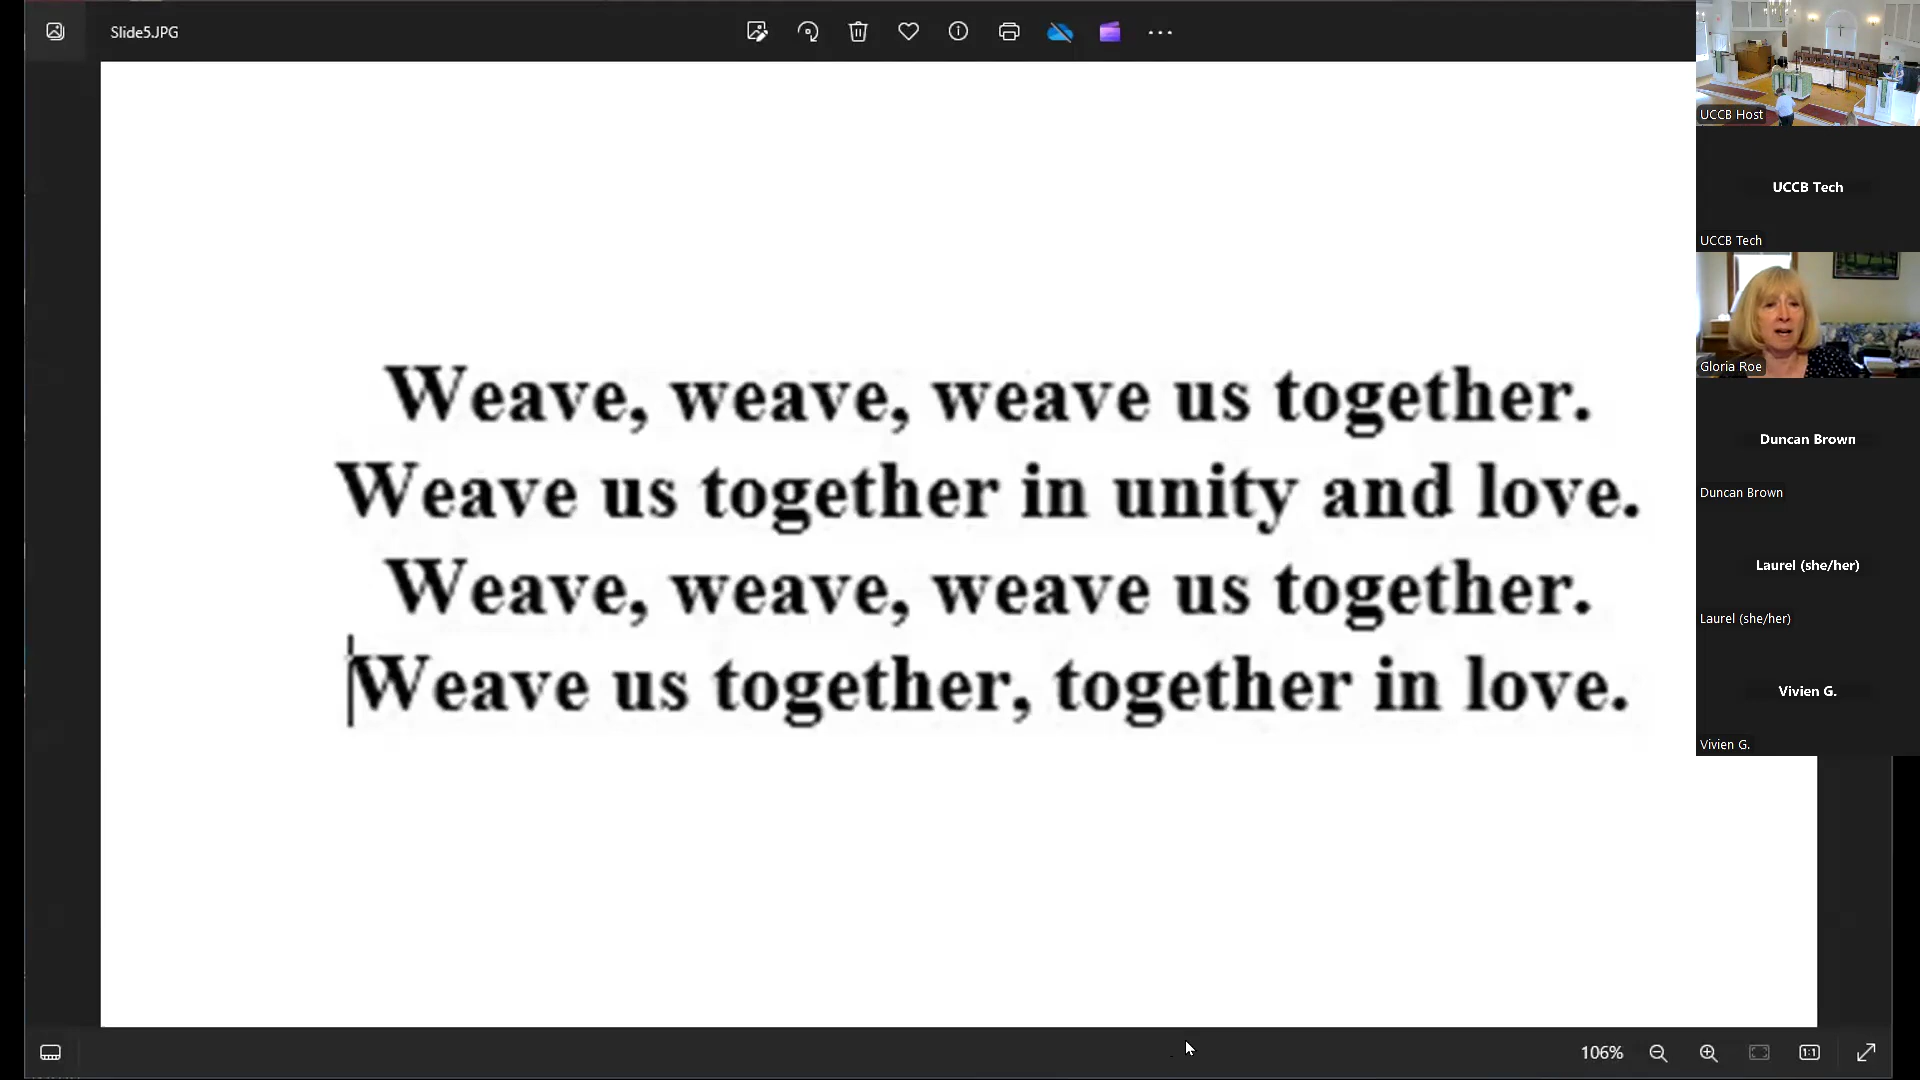 Slide5.JPG
Weave, weave, weave us together.
Weave us together in unity and love.
Weave, weave, weave us together.
Weave us together, together in love.
UCCB Host
UCCB Tech
UCCB Tech
Gloria Roe
Duncan Brown
Duncan Brown
Laurel (she/her)
Laurel (she/her)
Vivien G.
Vivien G.
106%
1:1